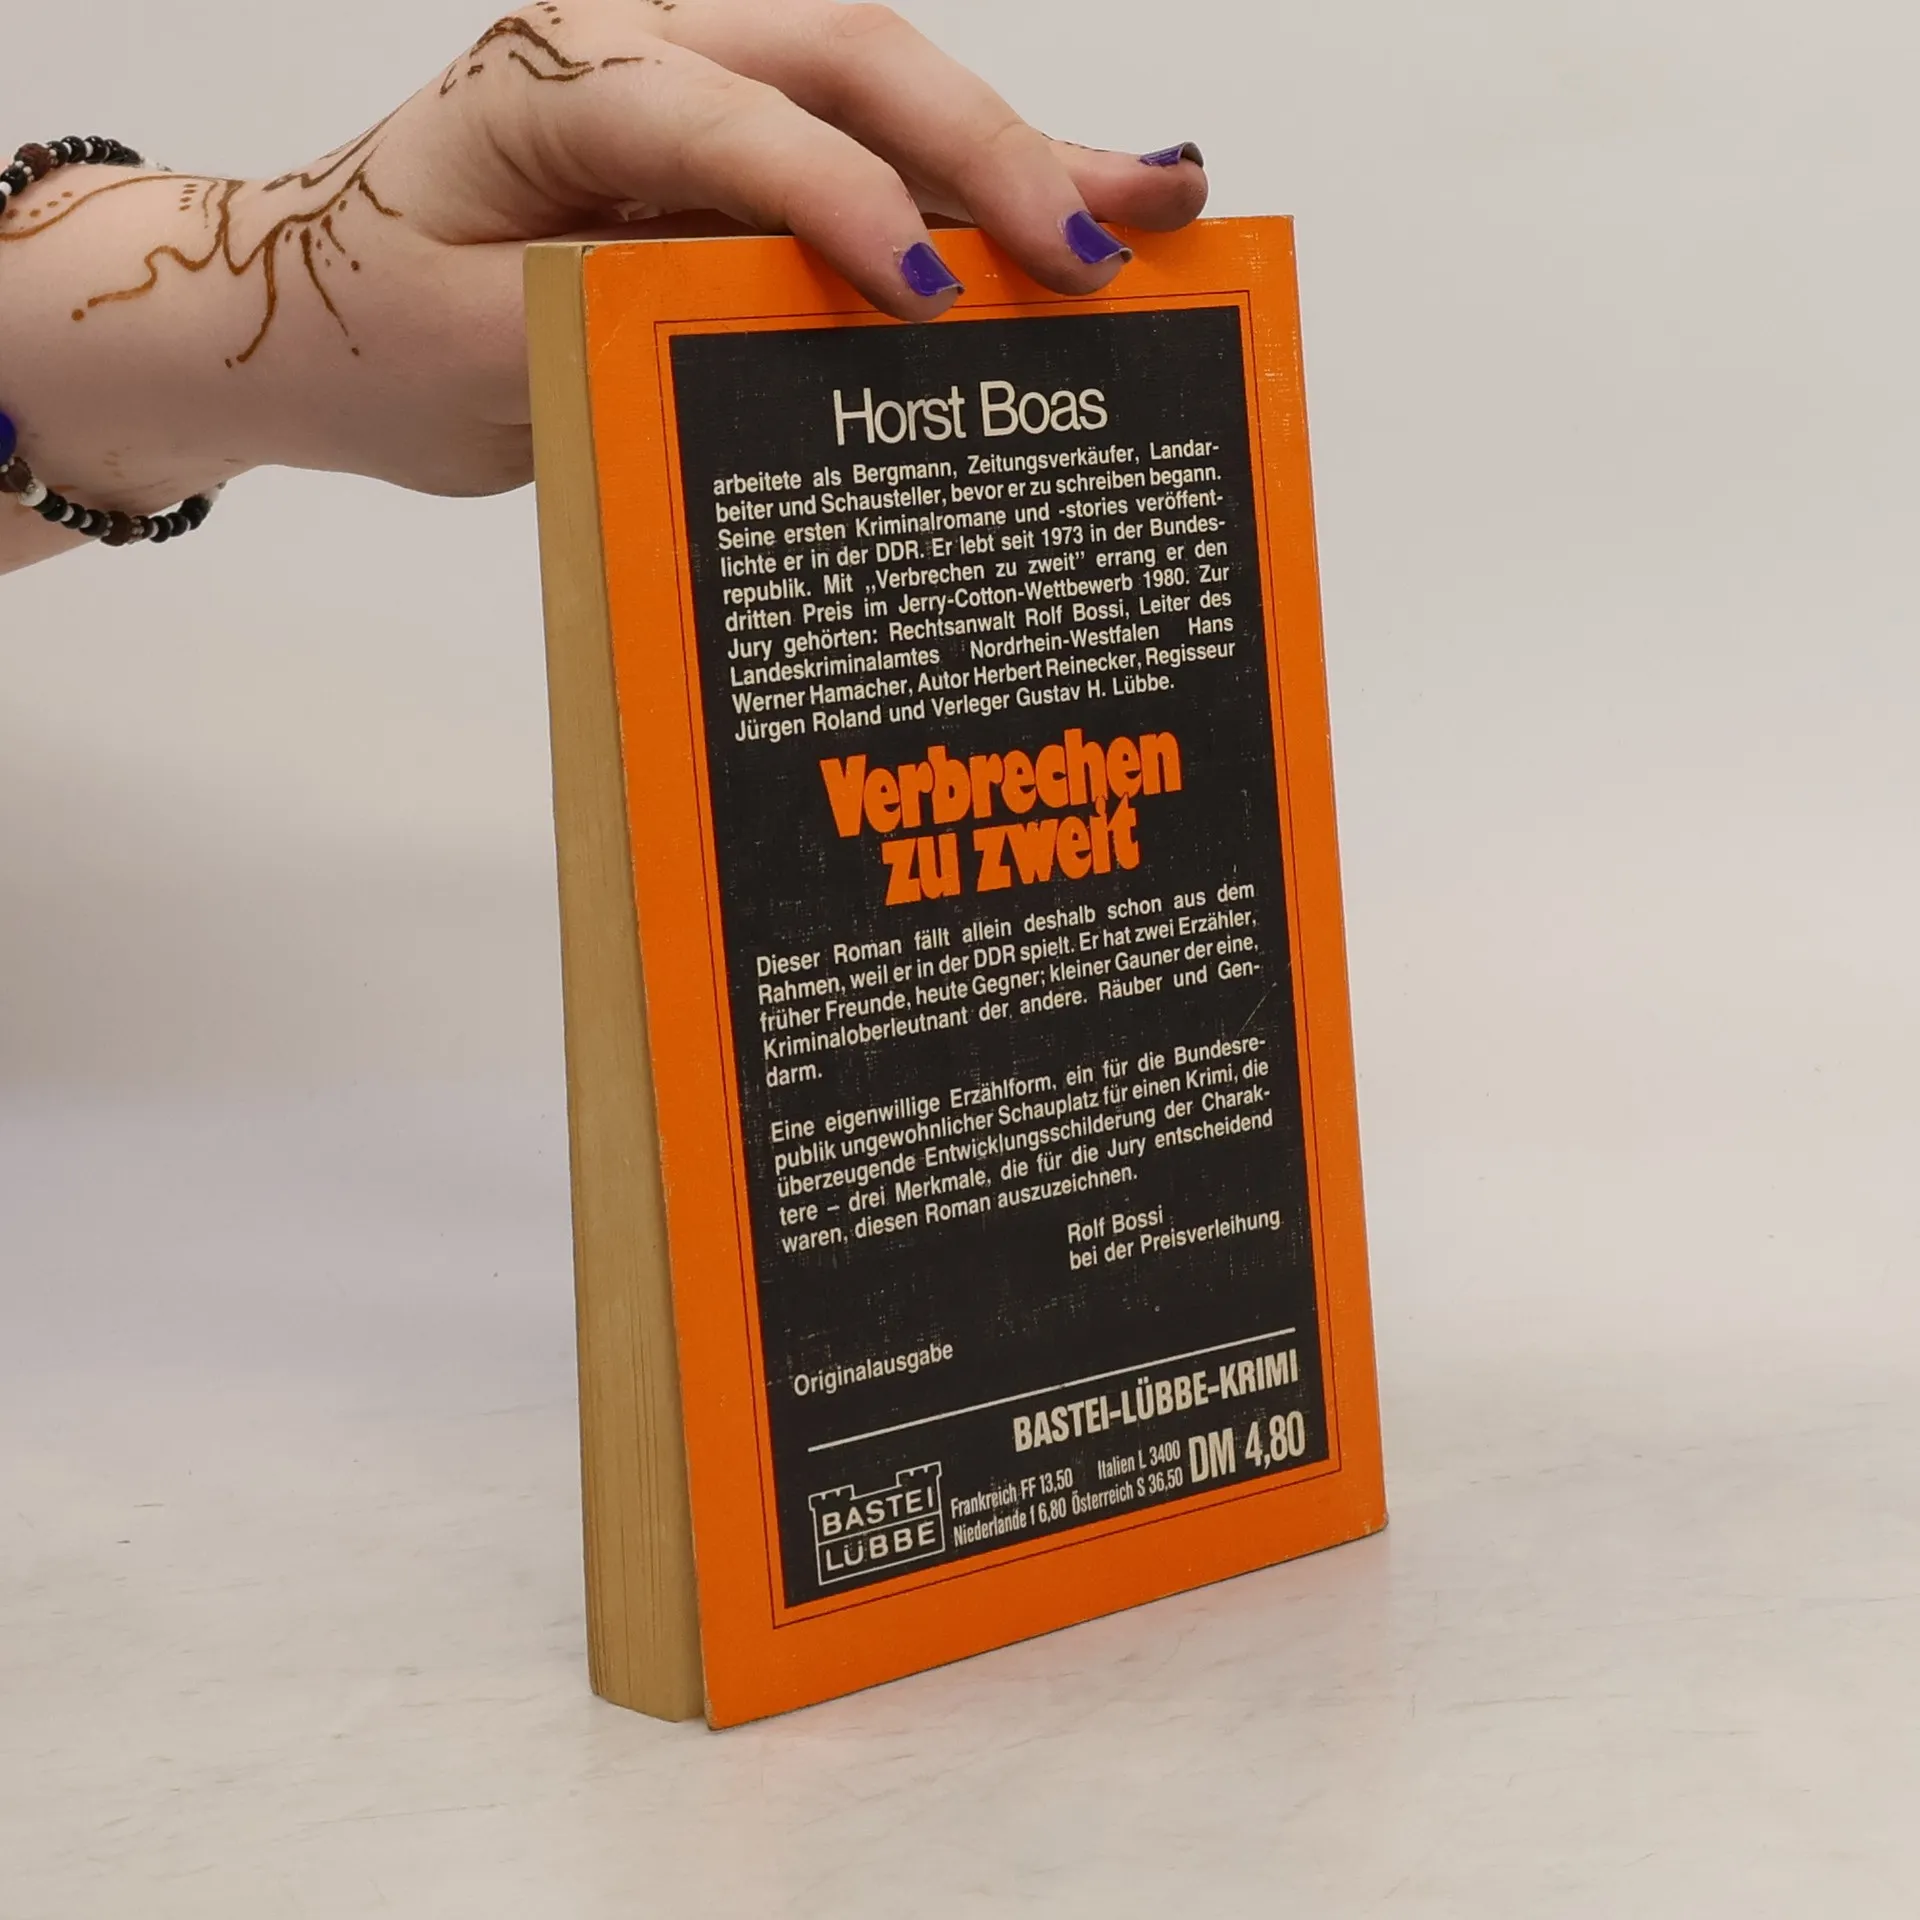 Horst Boas
arbeitete als Bergmann, Zeitungsverkäufer, Landar-
beiter und Schausteller, bevor er zu schreiben begann.
Seine ersten Kriminalromane und -stories veröffent-
lichte er in der DDR. Er lebt seit 1973 in der Bundes-
republik. Mit „Verbrechen zu zweit” errang er den
dritten Preis im Jerry-Cotton-Wettbewerb 1980. Zur
Jury gehörten: Rechtsanwalt Rolf Bossi, Leiter des
Landeskriminalamtes Nordrhein-Westfalen Hans
Werner Hamacher, Autor Herbert Reinecker, Regisseur
Jürgen Roland und Verleger Gustav H. Lübbe.
Verbrechen
zu zweit
Dieser Roman fällt allein deshalb schon aus dem
Rahmen, weil er in der DDR spielt. Er hat zwei Erzähler,
früher Freunde, heute Gegner; kleiner Gauner der eine,
Kriminaloberleutnant der andere. Räuber und Gen-
darm.
Eine eigenwillige Erzählform, ein für die Bundesre-
publik ungewohnlicher Schauplatz für einen Krimi, die
überzeugende Entwicklungsschilderung der Charak-
tere – drei Merkmale, die für die Jury entscheidend
waren, diesen Roman auszuzeichnen.
Rolf Bossi
bei der Preisverleihung
Originalausgabe
BASTEI-LÜBBE-KRIMI
BASTEI
LÜBBE
Frankreich FF 13,50 Italien L 3400
Niederlande f 6,80 Österreich S 36,50
DM 4,80